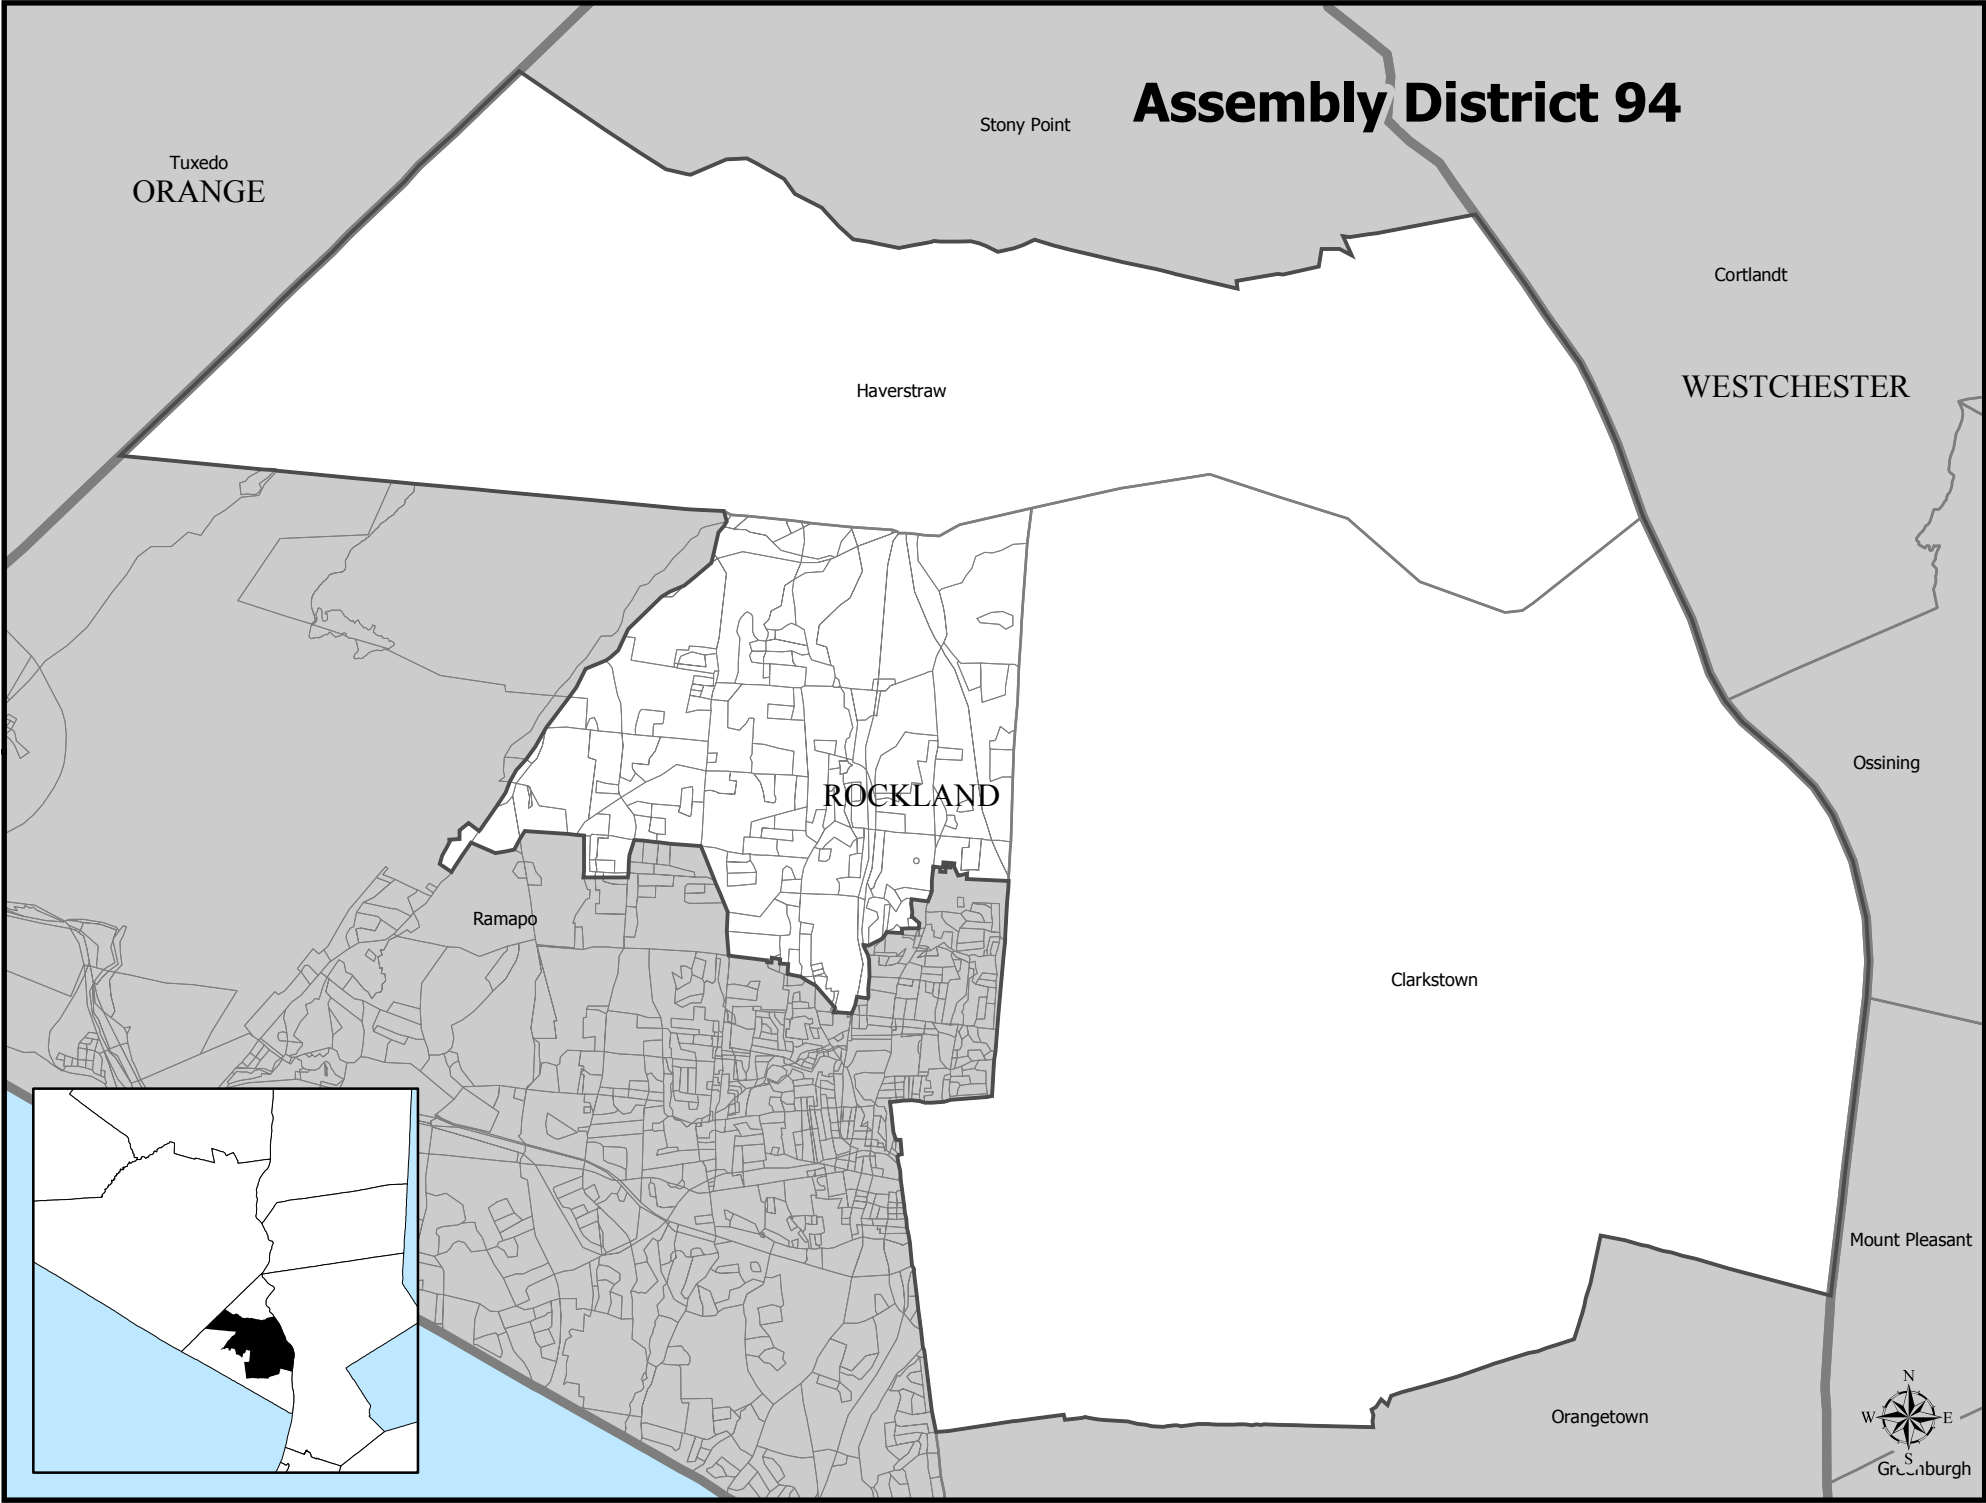 Assembly District 94
Stony Point
Tuxedo
ORANGE
Cortlandt
WESTCHESTER
Haverstraw
Ossining
ROCKLAND
Ramapo
Clarkstown
Mount Pleasant
Orangetown
N
W
E
S